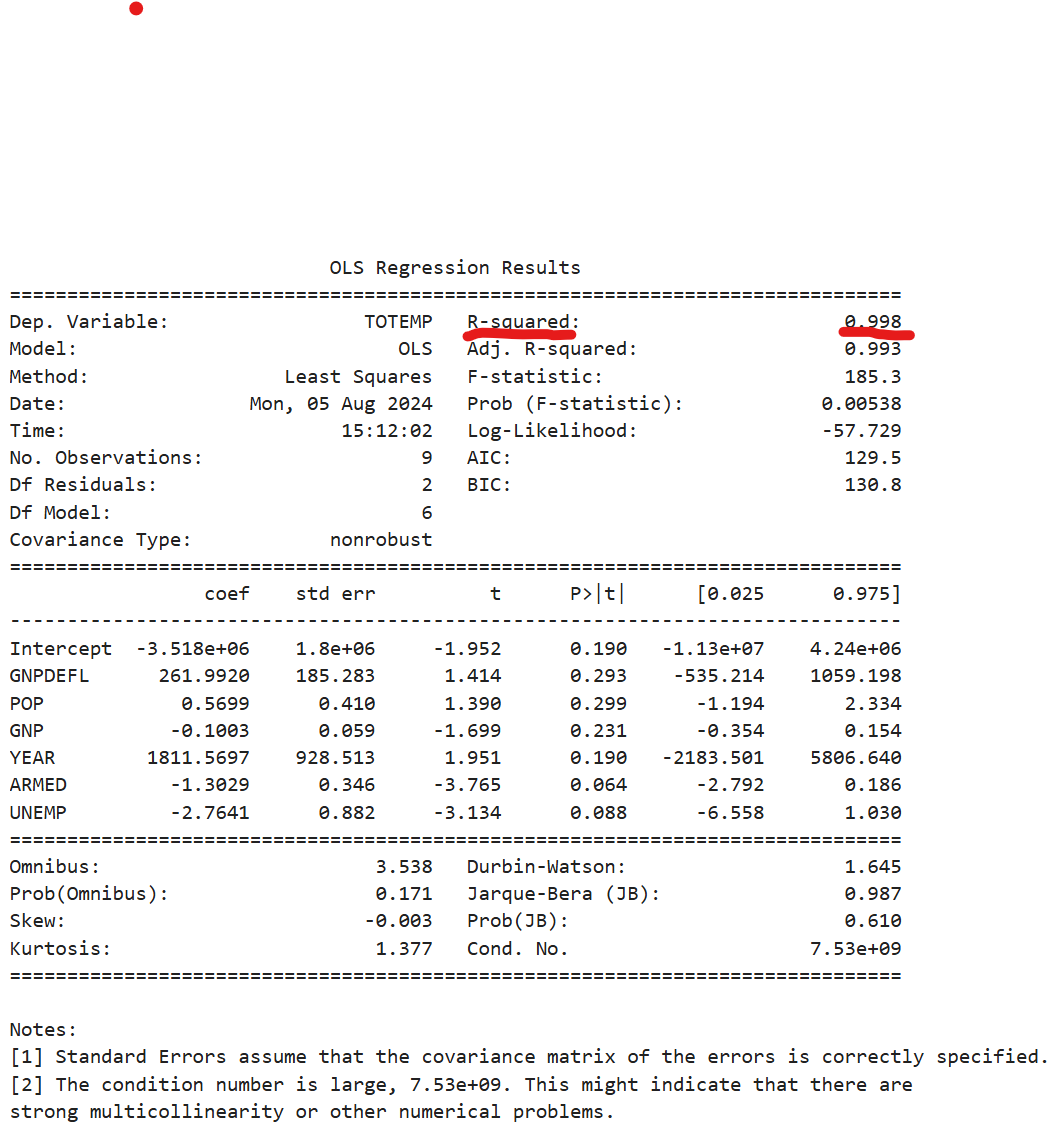 OLS Regression Results
==============================================================================
Dep. Variable:                 TOTEMP   R-squared:                       0.998
Model:                            OLS   Adj. R-squared:                  0.993
Method:                 Least Squares   F-statistic:                     185.3
Date:                Mon, 05 Aug 2024   Prob (F-statistic):            0.00538
Time:                        15:12:02   Log-Likelihood:                -57.729
No. Observations:                   9   AIC:                             129.5
Df Residuals:                       2   BIC:                             130.8
Df Model:                           6
Covariance Type:            nonrobust
==============================================================================
                 coef    std err          t      P>|t|      [0.025      0.975]
------------------------------------------------------------------------------
Intercept  -3.518e+06    1.8e+06     -1.952      0.190   -1.13e+07    4.24e+06
GNPDEFL      261.9920    185.283      1.414      0.293    -535.214    1059.198
POP            0.5699      0.410      1.390      0.299      -1.194       2.334
GNP           -0.1003      0.059     -1.699      0.231      -0.354       0.154
YEAR        1811.5697    928.513      1.951      0.190   -2183.501    5806.640
ARMED         -1.3029      0.346     -3.765      0.064      -2.792       0.186
UNEMP         -2.7641      0.882     -3.134      0.088      -6.558       1.030
==============================================================================
Omnibus:                        3.538   Durbin-Watson:                   1.645
Prob(Omnibus):                  0.171   Jarque-Bera (JB):                0.987
Skew:                          -0.003   Prob(JB):                        0.610
Kurtosis:                       1.377   Cond. No.                     7.53e+09
==============================================================================
Notes:
[1] Standard Errors assume that the covariance matrix of the errors is correctly specified.
[2] The condition number is large, 7.53e+09. This might indicate that there are
strong multicollinearity or other numerical problems.